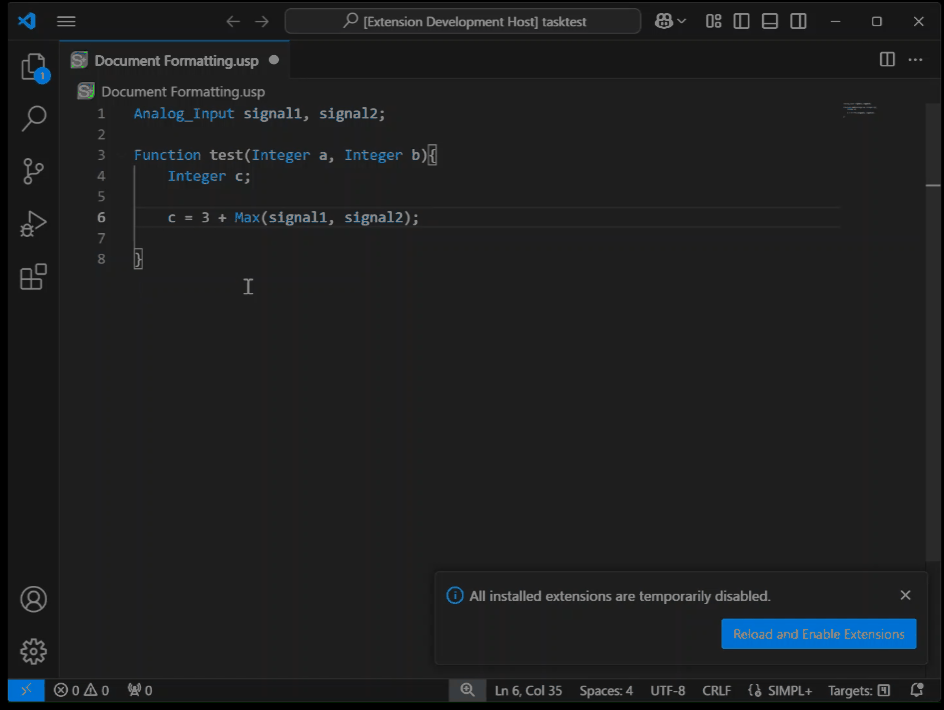 [Extension Development Host] tasktest
Document Formatting.usp
1
Document Formatting.usp
1 Analog_Input signal1, signal2;
2
3 Function test(Integer a, Integer b){
4 Integer c;
5
6 c = 3 + Max(signal1, signal2);
7
8 }
All installed extensions are temporarily disabled.
Reload and Enable Extensions
0 0 0 Ln 6, Col 35 Spaces: 4 UTF-8 CRLF SIMPL+ Targets: